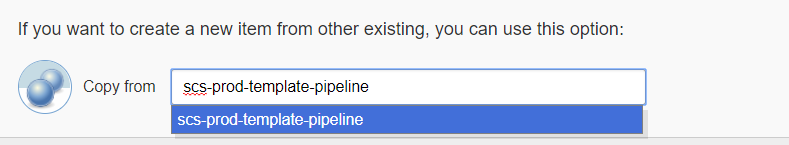 If you want to create a new item from other existing, you can use this option:
Copy from scs-prod-template-pipeline
scs-prod-template-pipeline